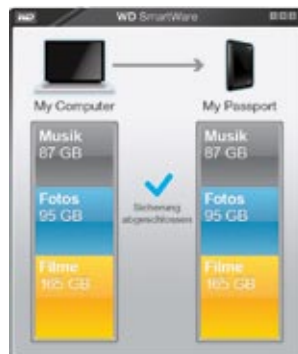 WD WD SmartWare
My Computer My Passport
Musik Musik
87 GB 87 GB
Fotos Fotos
95 GB 95 GB
Sicherung
abgeschlossen
Filme Filme
165 GB 165 GB